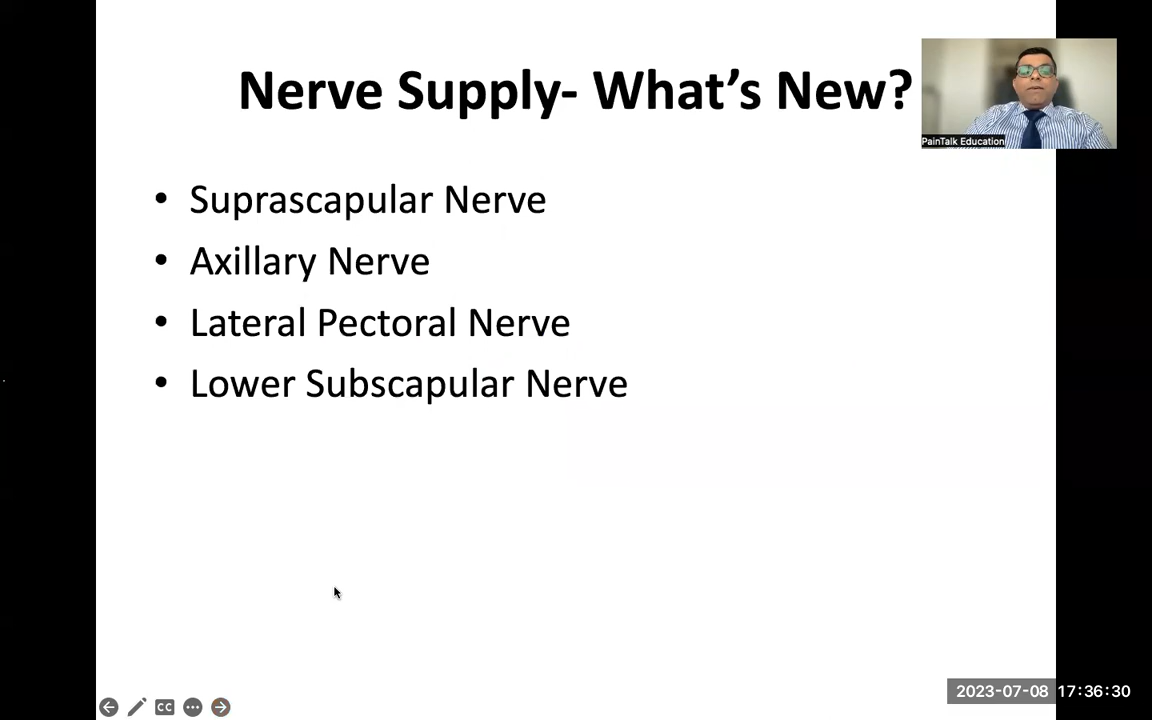 Nerve Supply- What's New?
PainTalk Education
• Suprascapular Nerve
• Axillary Nerve
• Lateral Pectoral Nerve
• Lower Subscapular Nerve
CC
2023-07-08 17:36:30